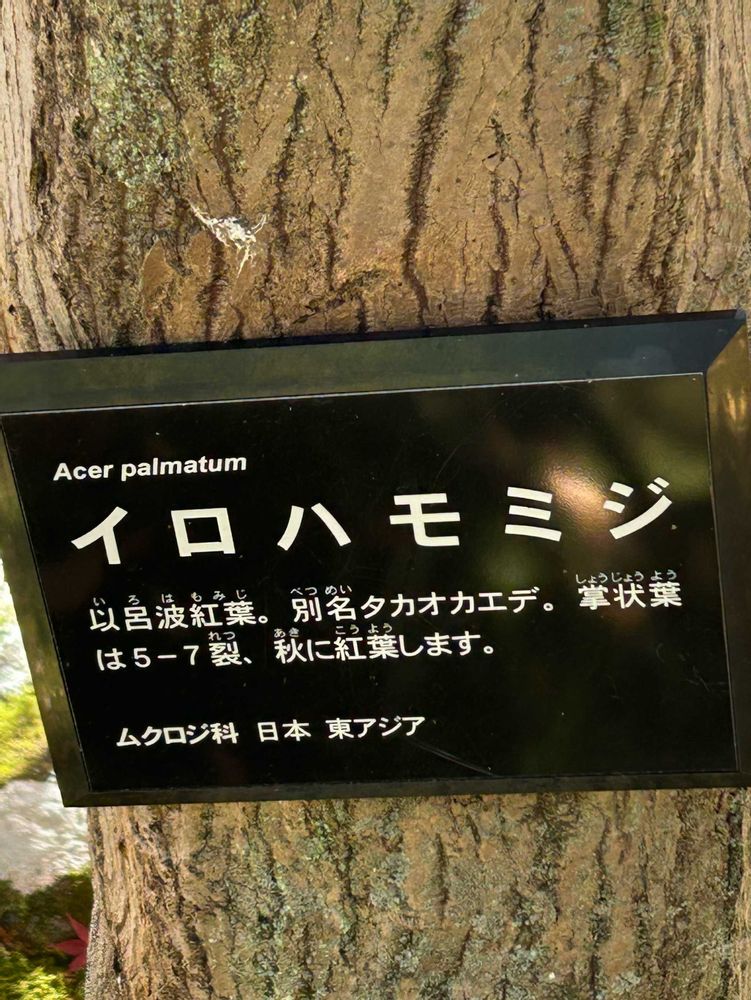 Acer palmatum
イロハモミジ
以呂波紅葉。別名タカオカエデ。掌状葉
は5−7裂、秋に紅葉します。
ムクロジ科 日本 東アジア